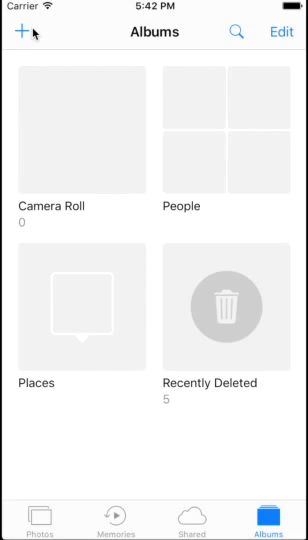 Carrier 5:42 PM
Albums Edit
Camera Roll
0
People
Places
Recently Deleted
5
Photos Memories Shared Albums